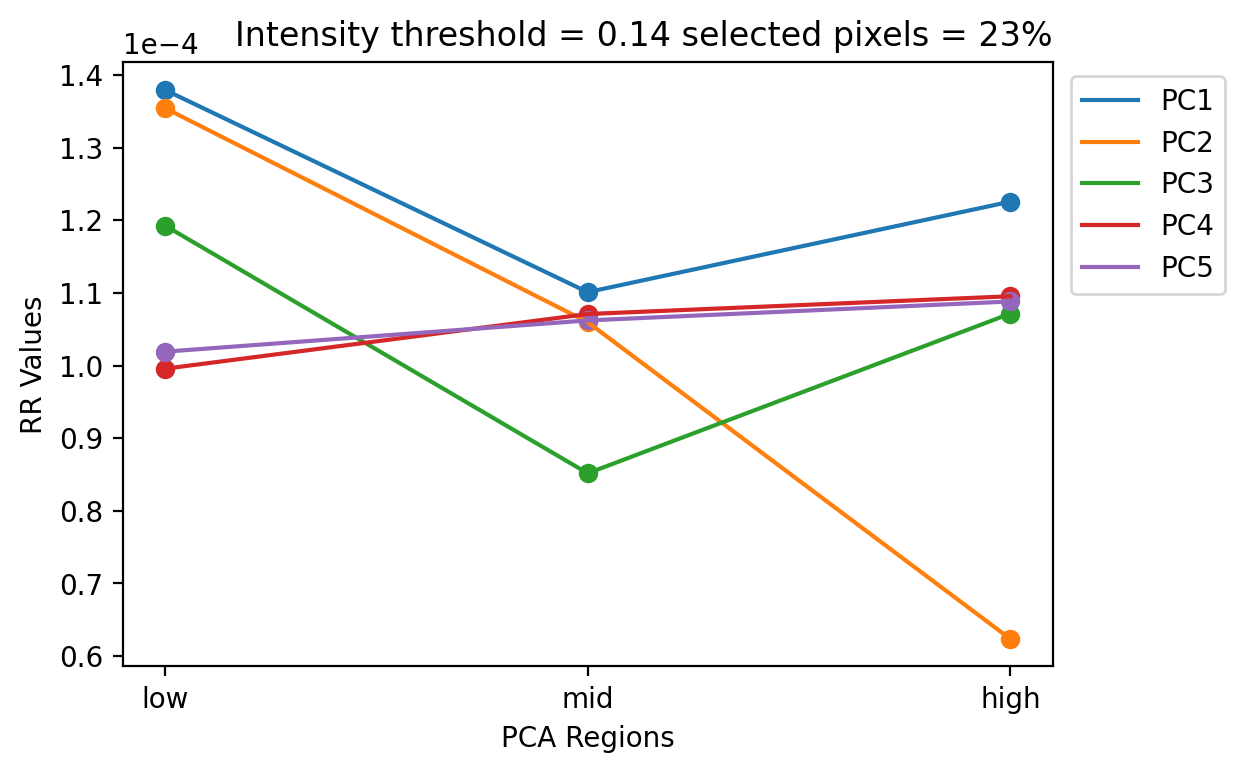 Intensity threshold = 0.14 selected pixels = 23%
1e−4
1.4
1.3
1.2
1.1
1.0
0.9
0.8
0.7
0.6
RR Values
low
mid
high
PCA Regions
PC1
PC2
PC3
PC4
PC5